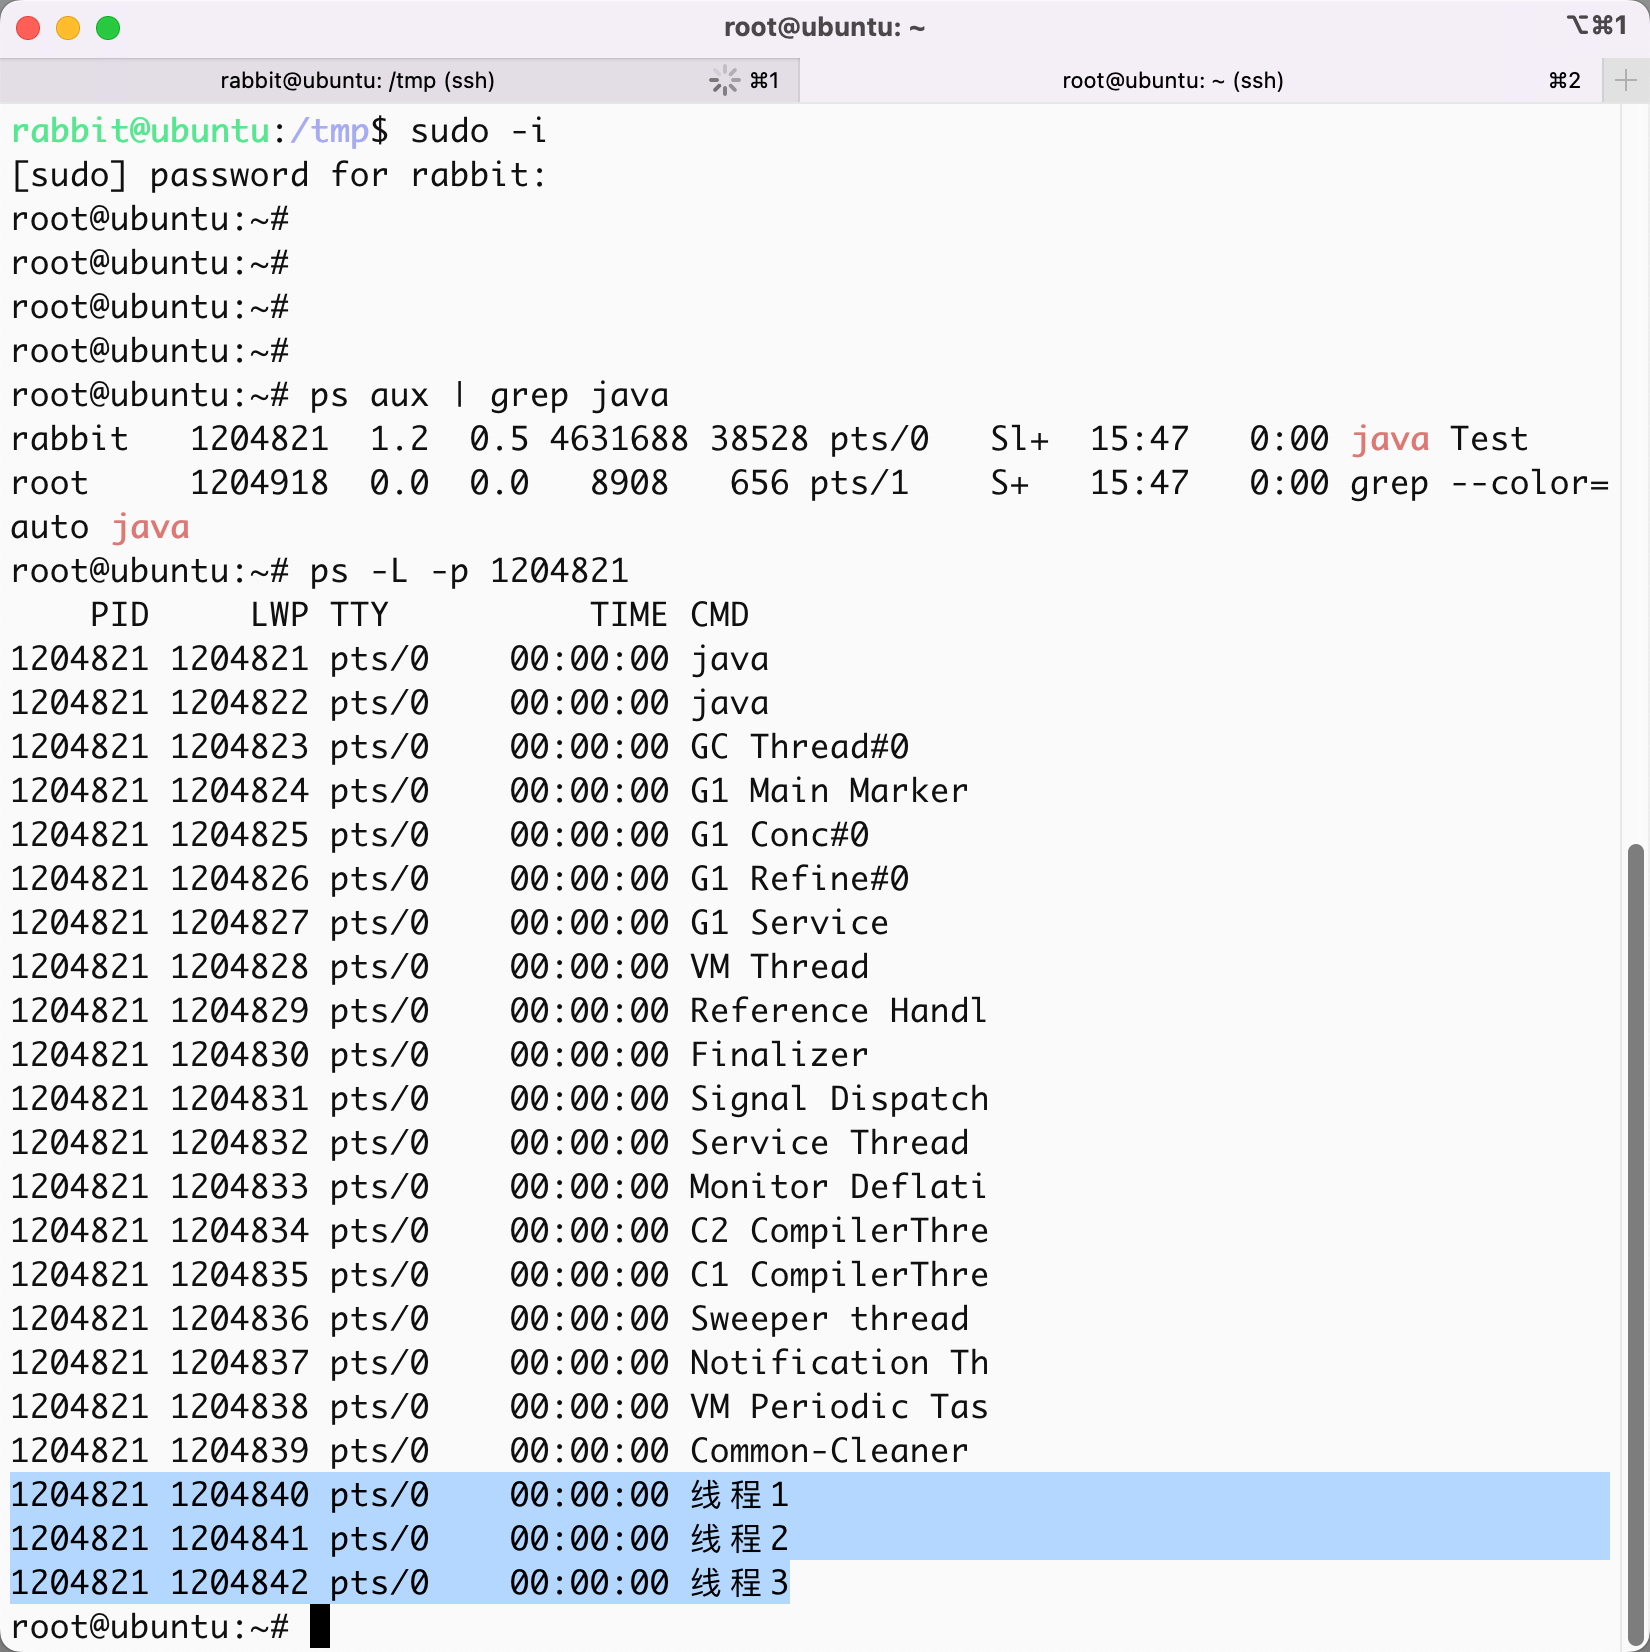 root@ubuntu: ~
⌥⌘1
rabbit@ubuntu: /tmp (ssh) ⌘1
root@ubuntu: ~ (ssh) ⌘2
rabbit@ubuntu:/tmp$ sudo -i
[sudo] password for rabbit:
root@ubuntu:~#
root@ubuntu:~#
root@ubuntu:~#
root@ubuntu:~#
root@ubuntu:~# ps aux | grep java
rabbit   1204821  1.2  0.5 4631688 38528 pts/0   Sl+  15:47   0:00 java Test
root     1204918  0.0  0.0   8908   656 pts/1    S+   15:47   0:00 grep --color=
auto java
root@ubuntu:~# ps -L -p 1204821
    PID     LWP TTY          TIME CMD
1204821 1204821 pts/0    00:00:00 java
1204821 1204822 pts/0    00:00:00 java
1204821 1204823 pts/0    00:00:00 GC Thread#0
1204821 1204824 pts/0    00:00:00 G1 Main Marker
1204821 1204825 pts/0    00:00:00 G1 Conc#0
1204821 1204826 pts/0    00:00:00 G1 Refine#0
1204821 1204827 pts/0    00:00:00 G1 Service
1204821 1204828 pts/0    00:00:00 VM Thread
1204821 1204829 pts/0    00:00:00 Reference Handl
1204821 1204830 pts/0    00:00:00 Finalizer
1204821 1204831 pts/0    00:00:00 Signal Dispatch
1204821 1204832 pts/0    00:00:00 Service Thread
1204821 1204833 pts/0    00:00:00 Monitor Deflati
1204821 1204834 pts/0    00:00:00 C2 CompilerThre
1204821 1204835 pts/0    00:00:00 C1 CompilerThre
1204821 1204836 pts/0    00:00:00 Sweeper thread
1204821 1204837 pts/0    00:00:00 Notification Th
1204821 1204838 pts/0    00:00:00 VM Periodic Tas
1204821 1204839 pts/0    00:00:00 Common-Cleaner
1204821 1204840 pts/0    00:00:00 线程1
1204821 1204841 pts/0    00:00:00 线程2
1204821 1204842 pts/0    00:00:00 线程3
root@ubuntu:~#